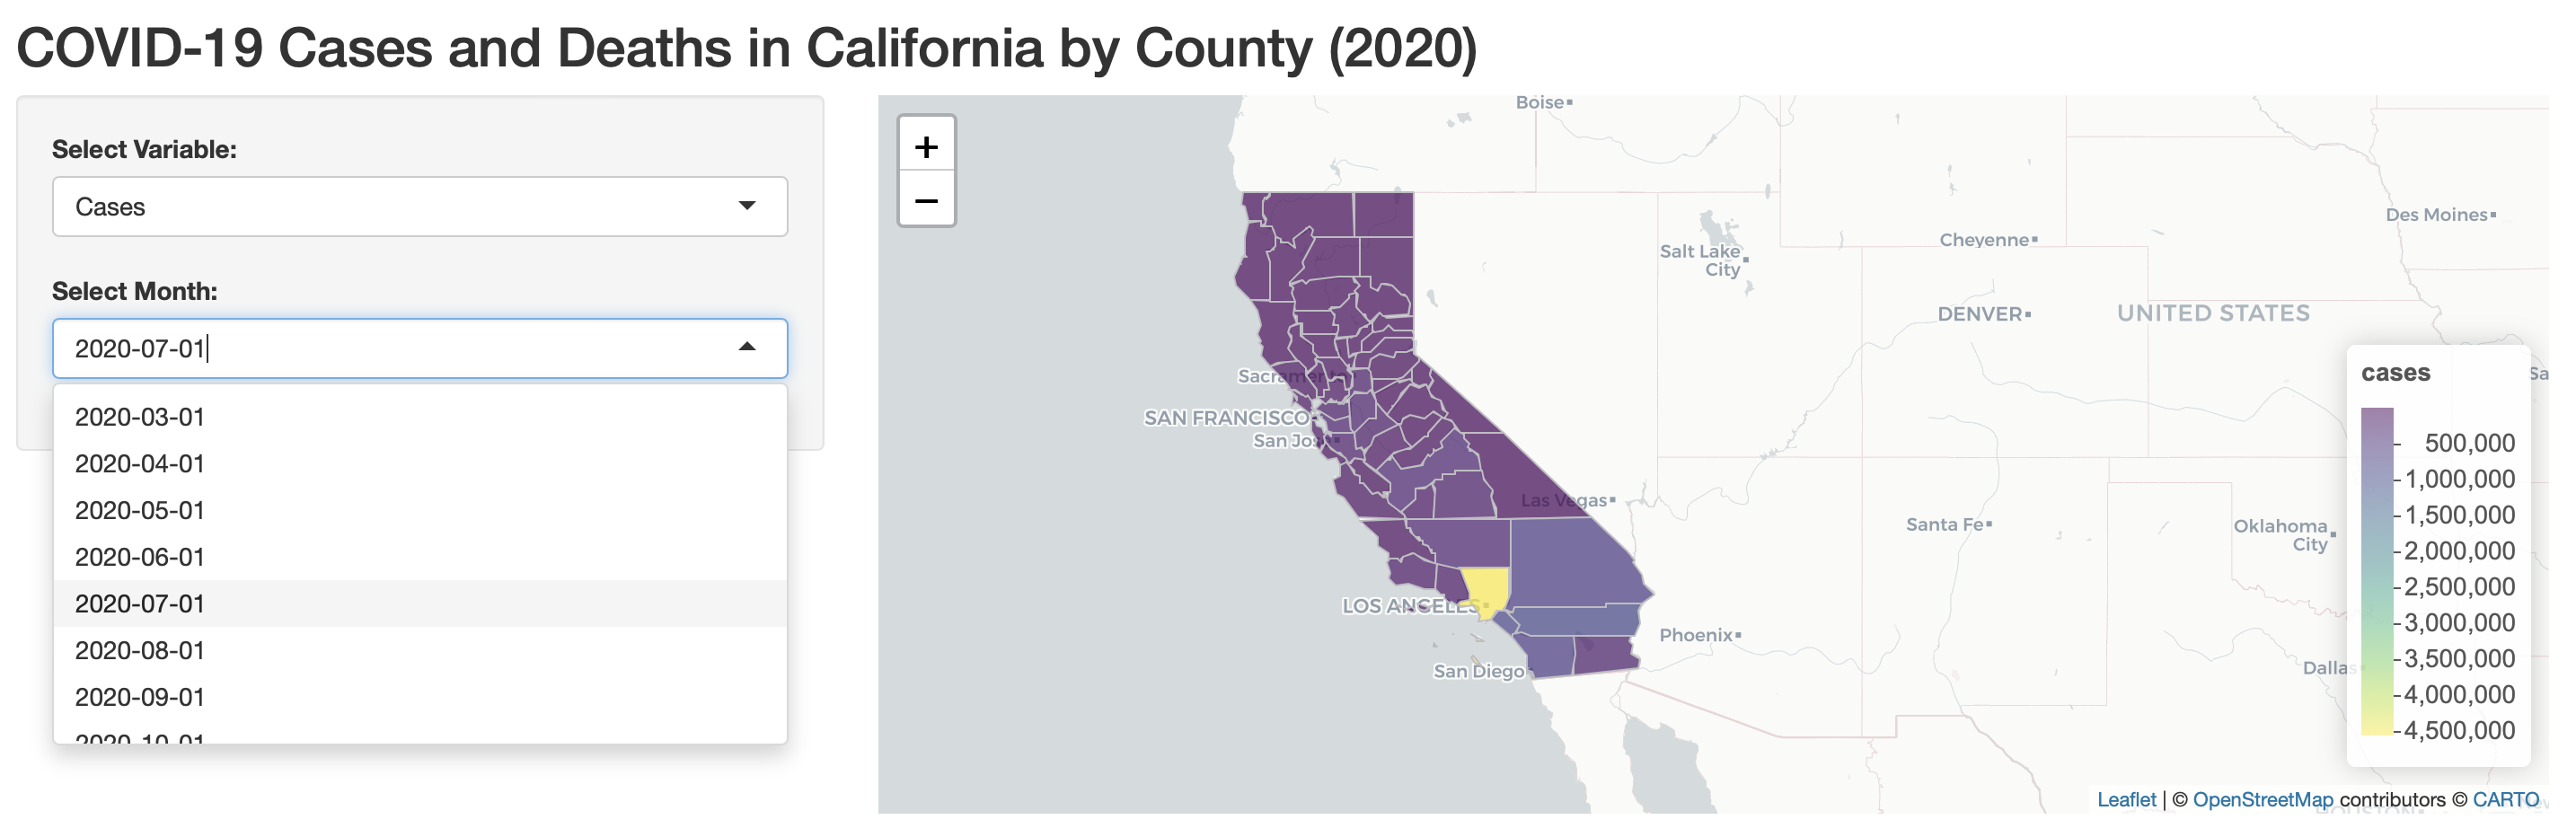 COVID-19 Cases and Deaths in California by County (2020)
Select Variable:
Cases
Select Month:
2020-07-01
2020-03-01
2020-04-01
2020-05-01
2020-06-01
2020-07-01
2020-08-01
2020-09-01
2020-10-01
+
−
Boise
Salt Lake
City
Cheyenne
Des Moines
DENVER
UNITED STATES
Sacramento
SAN FRANCISCO
San Jos
Las Vegas
Santa Fe
Oklahoma
City
LOS ANGELES
Phoenix
San Diego
Dallas
cases
500,000
1,000,000
1,500,000
2,000,000
2,500,000
3,000,000
3,500,000
4,000,000
4,500,000
Leaflet | © OpenStreetMap contributors © CARTO